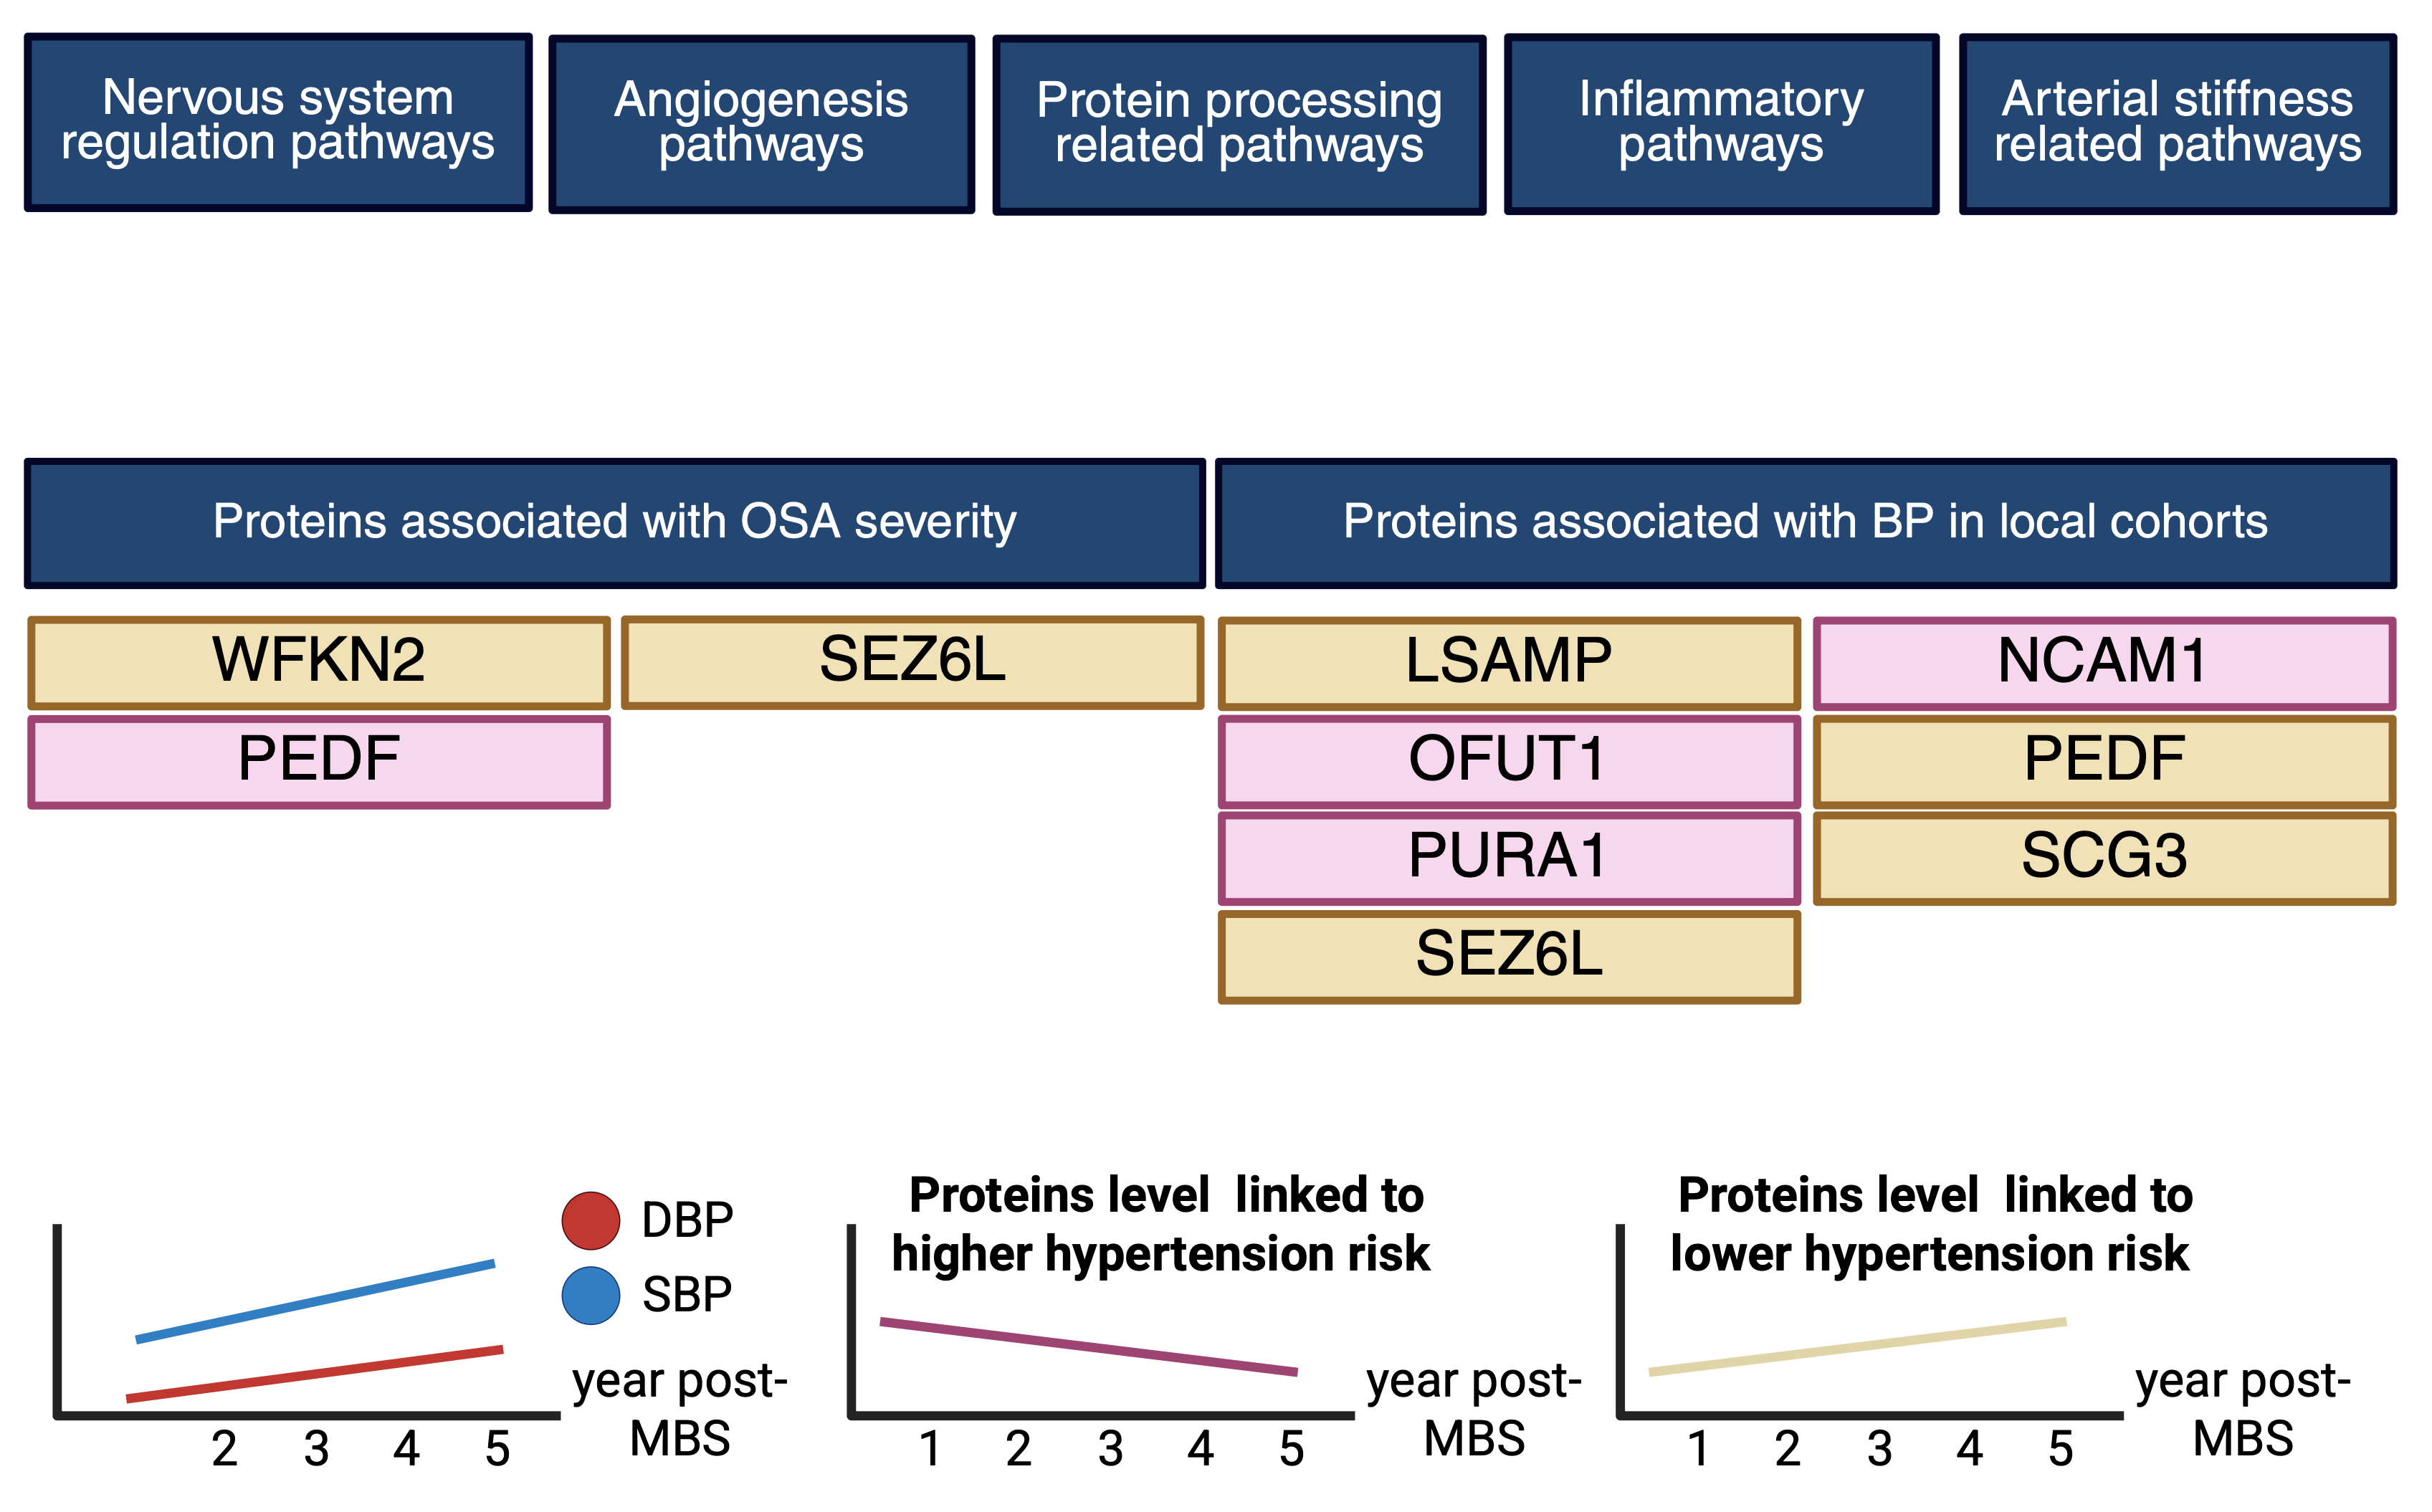 Nervous system
regulation pathways
Angiogenesis
pathways
Protein processing
related pathways
Inflammatory
pathways
Arterial stiffness
related pathways
Proteins associated with OSA severity
Proteins associated with BP in local cohorts
WFKN2
SEZ6L
LSAMP
NCAM1
PEDF
OFUT1
PEDF
PURA1
SCG3
SEZ6L
DBP
SBP
year post-
MBS
2 3 4 5
Proteins level linked to
higher hypertension risk
year post-
MBS
1 2 3 4 5
Proteins level linked to
lower hypertension risk
year post-
MBS
1 2 3 4 5